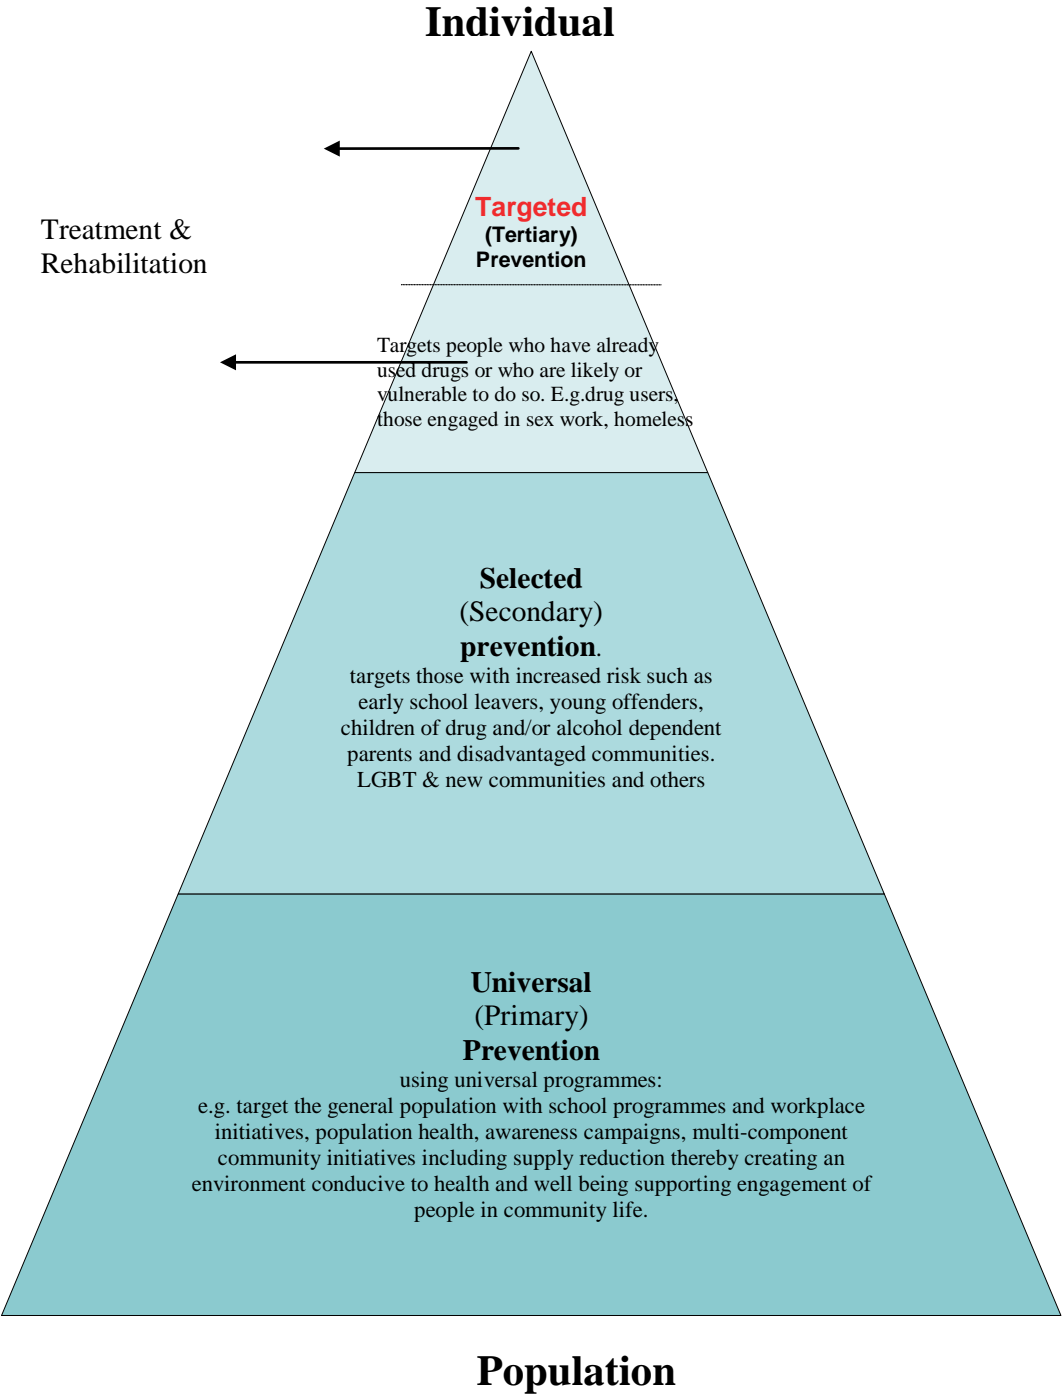 Individual
Targeted
(Tertiary)
Prevention
Treatment &
Rehabilitation
Targets people who have already
used drugs or who are likely or
vulnerable to do so. E.g.drug users,
those engaged in sex work, homeless
Selected
(Secondary)
prevention.
targets those with increased risk such as
early school leavers, young offenders,
children of drug and/or alcohol dependent
parents and disadvantaged communities.
LGBT & new communities and others
Universal
(Primary)
Prevention
using universal programmes:
e.g. target the general population with school programmes and workplace
initiatives, population health, awareness campaigns, multi-component
community initiatives including supply reduction thereby creating an
environment conducive to health and well being supporting engagement of
people in community life.
Population